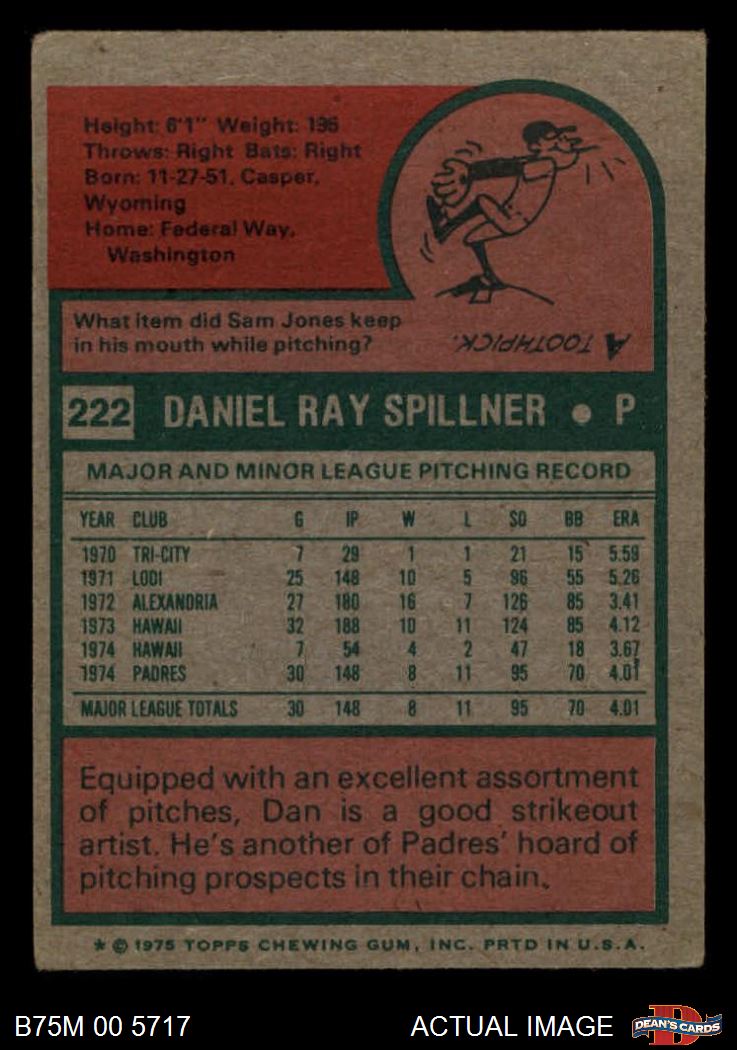 Height: 6'1" Weight: 195
Throws: Right Bats: Right
Born: 11-27-51, Casper,
Wyoming
Home: Federal Way,
Washington
What item did Sam Jones keep
in his mouth while pitching?
A TOOTHPICK.
222 DANIEL RAY SPILLNER • P
MAJOR AND MINOR LEAGUE PITCHING RECORD
YEAR CLUB G IP W L SO BB ERA
1970 TRI-CITY 7 29 1 1 21 15 5.59
1971 LODI 25 148 10 5 96 55 5.26
1972 ALEXANDRIA 27 180 16 7 126 85 3.41
1973 HAWAII 32 188 10 11 124 85 4.12
1974 HAWAII 7 54 4 2 47 18 3.67
1974 PADRES 30 148 8 11 95 70 4.01
MAJOR LEAGUE TOTALS 30 148 8 11 95 70 4.01
Equipped with an excellent assortment
of pitches, Dan is a good strikeout
artist. He's another of Padres' hoard of
pitching prospects in their chain.
* © 1975 TOPPS CHEWING GUM, INC. PRTD IN U.S.A.
B75M 00 5717 ACTUAL IMAGE D DEAN'S CARDS